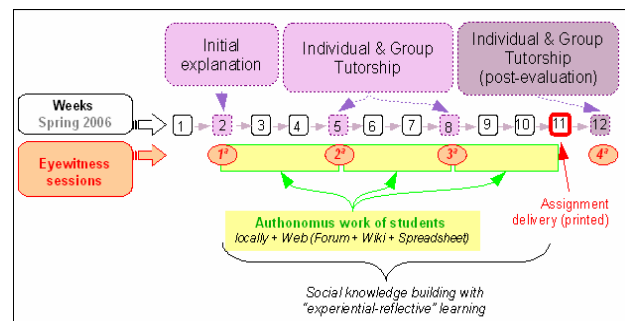 Initial
explanation
Individual & Group
Tutorship
Individual & Group
Tutorship
(post-evaluation)
Weeks
Spring 2006
1 2 3 4 5 6 7 8 9 10 11 12
Eyewitness
sessions
1ª 2ª 3ª 4ª
Assignment
delivery (printed)
Authonomus work of students
locally + Web (Forum + Wiki + Spreadsheet)
Social knowledge building with
"experiential-reflective" learning